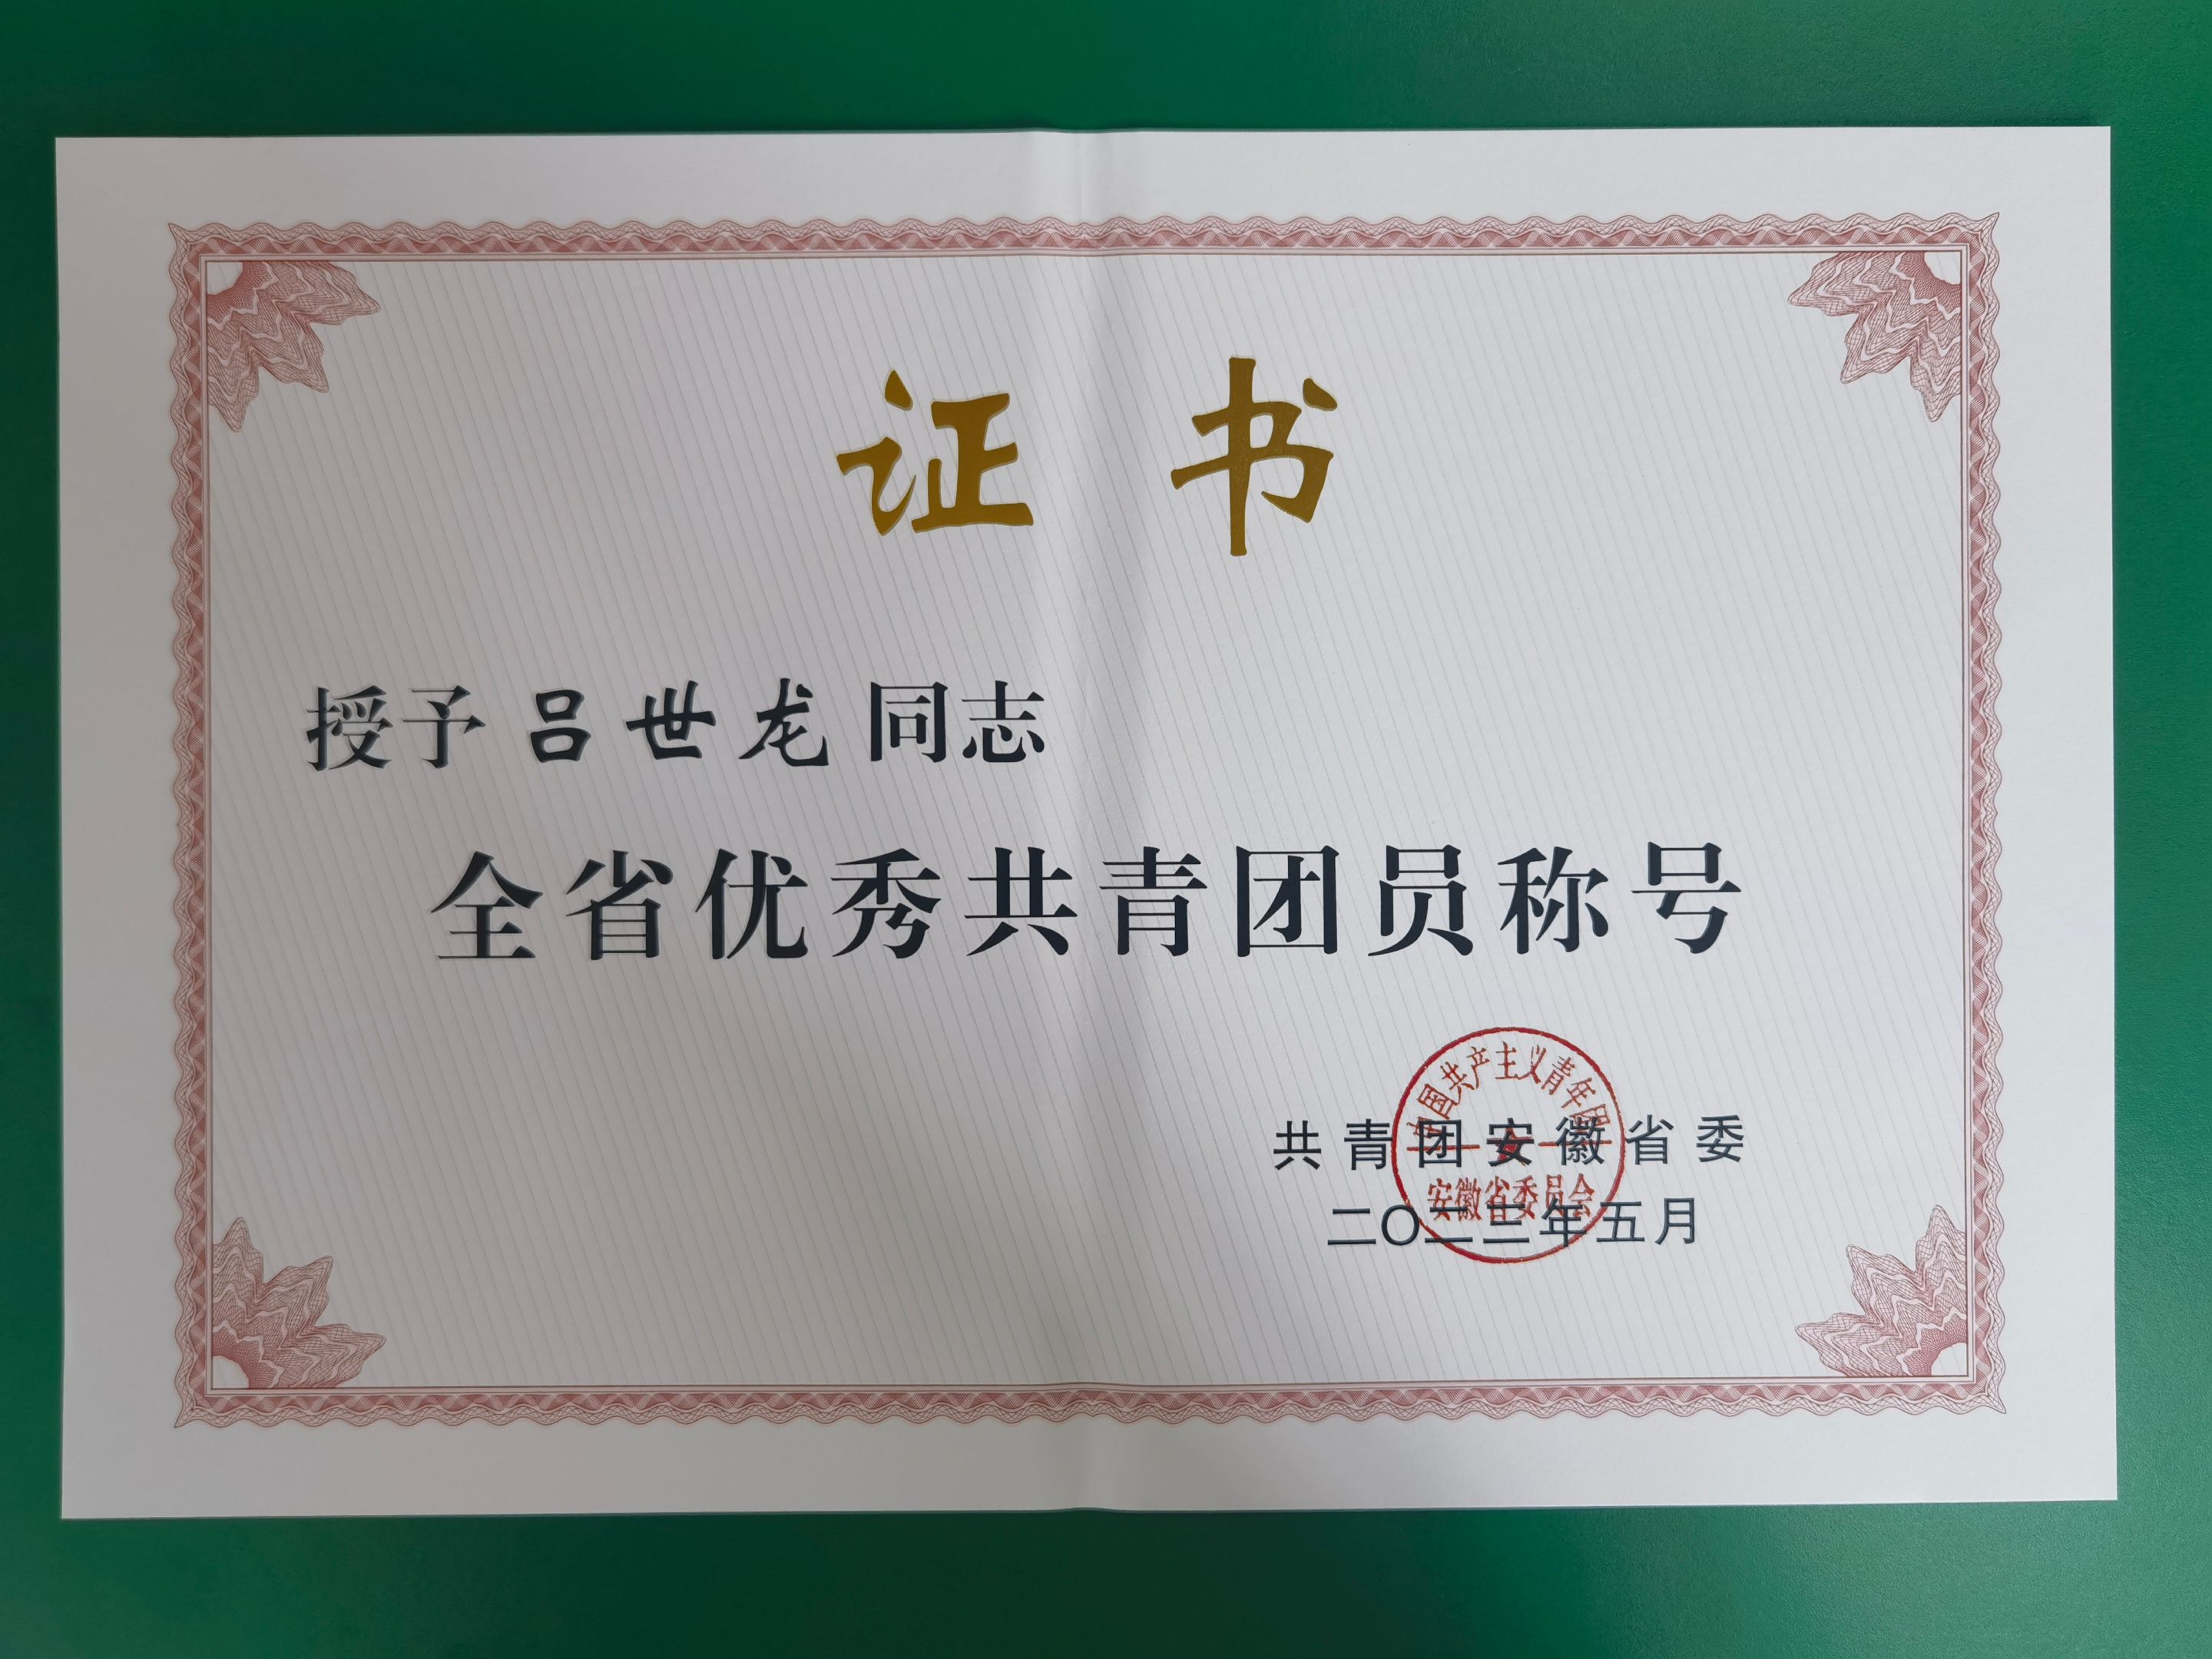 证书
授予吕世龙同志
全省优秀共青团员称号
中国共产主义青年团
共青团安徽省委
安徽省委员会
二〇二三年五月